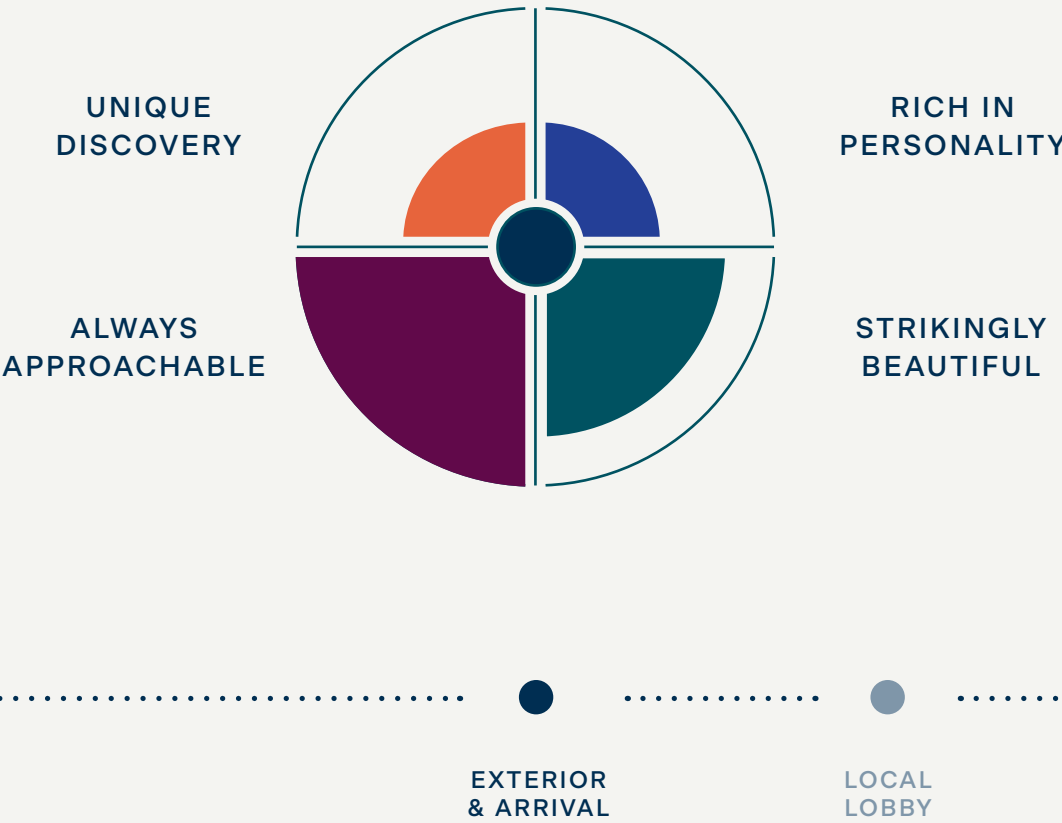 UNIQUE
DISCOVERY
RICH IN
PERSONALITY
ALWAYS
APPROACHABLE
STRIKINGLY
BEAUTIFUL
EXTERIOR
& ARRIVAL
LOCAL
LOBBY